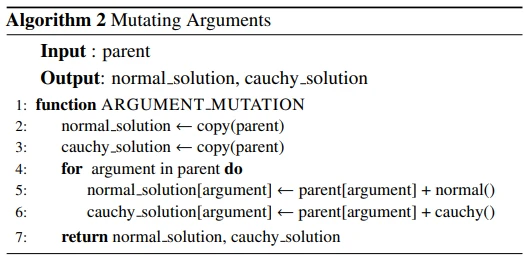 Algorithm 2 Mutating Arguments
Input : parent
Output: normal_solution, cauchy_solution
1: function ARGUMENT_MUTATION
2: normal_solution ← copy(parent)
3: cauchy_solution ← copy(parent)
4: for argument in parent do
5: normal_solution[argument] ← parent[argument] + normal()
6: cauchy_solution[argument] ← parent[argument] + cauchy()
7: return normal_solution, cauchy_solution